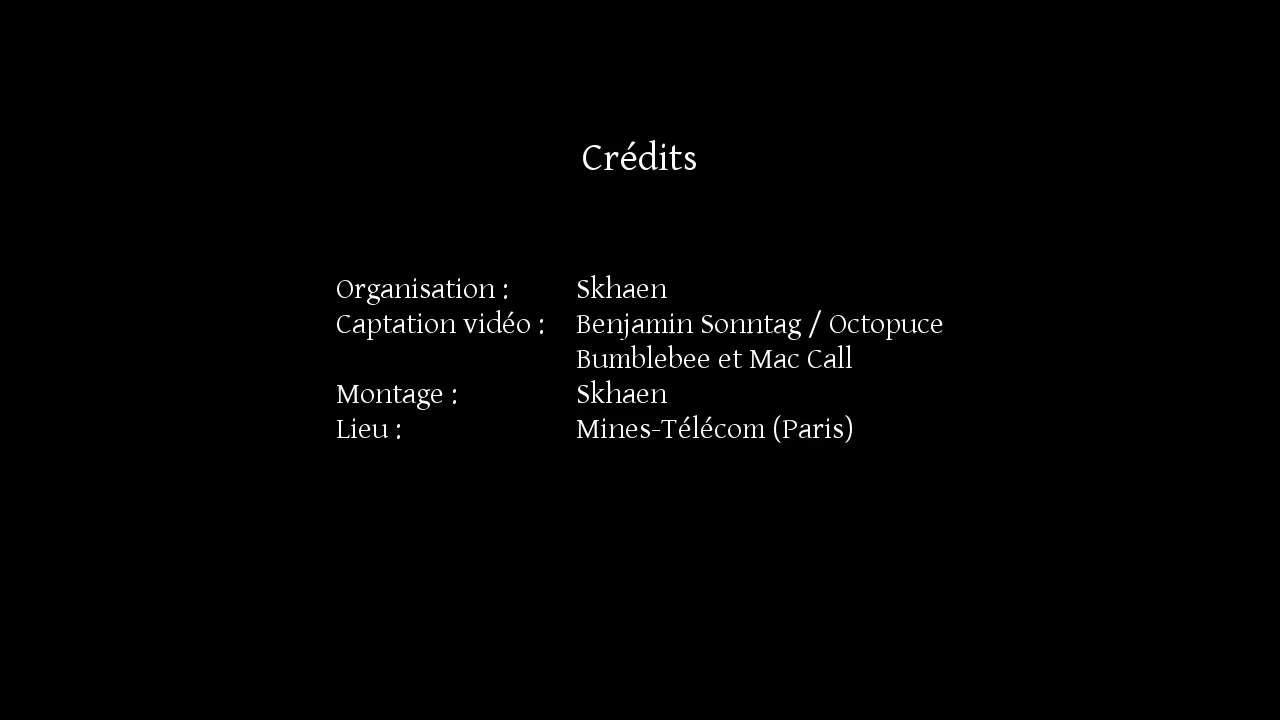 Crédits
Organisation : Skhaen
Captation vidéo : Benjamin Sonntag / Octopuce
Bumblebee et Mac Call
Montage : Skhaen
Lieu : Mines-Télécom (Paris)